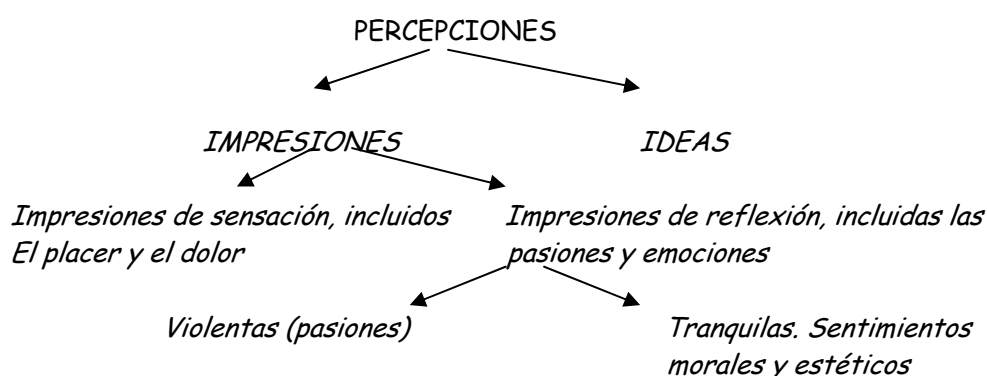 PERCEPCIONES
IMPRESIONES
IDEAS
Impresiones de sensación, incluidos
El placer y el dolor
Impresiones de reflexión, incluidas las
pasiones y emociones
Violentas (pasiones)
Tranquilas. Sentimientos
morales y estéticos